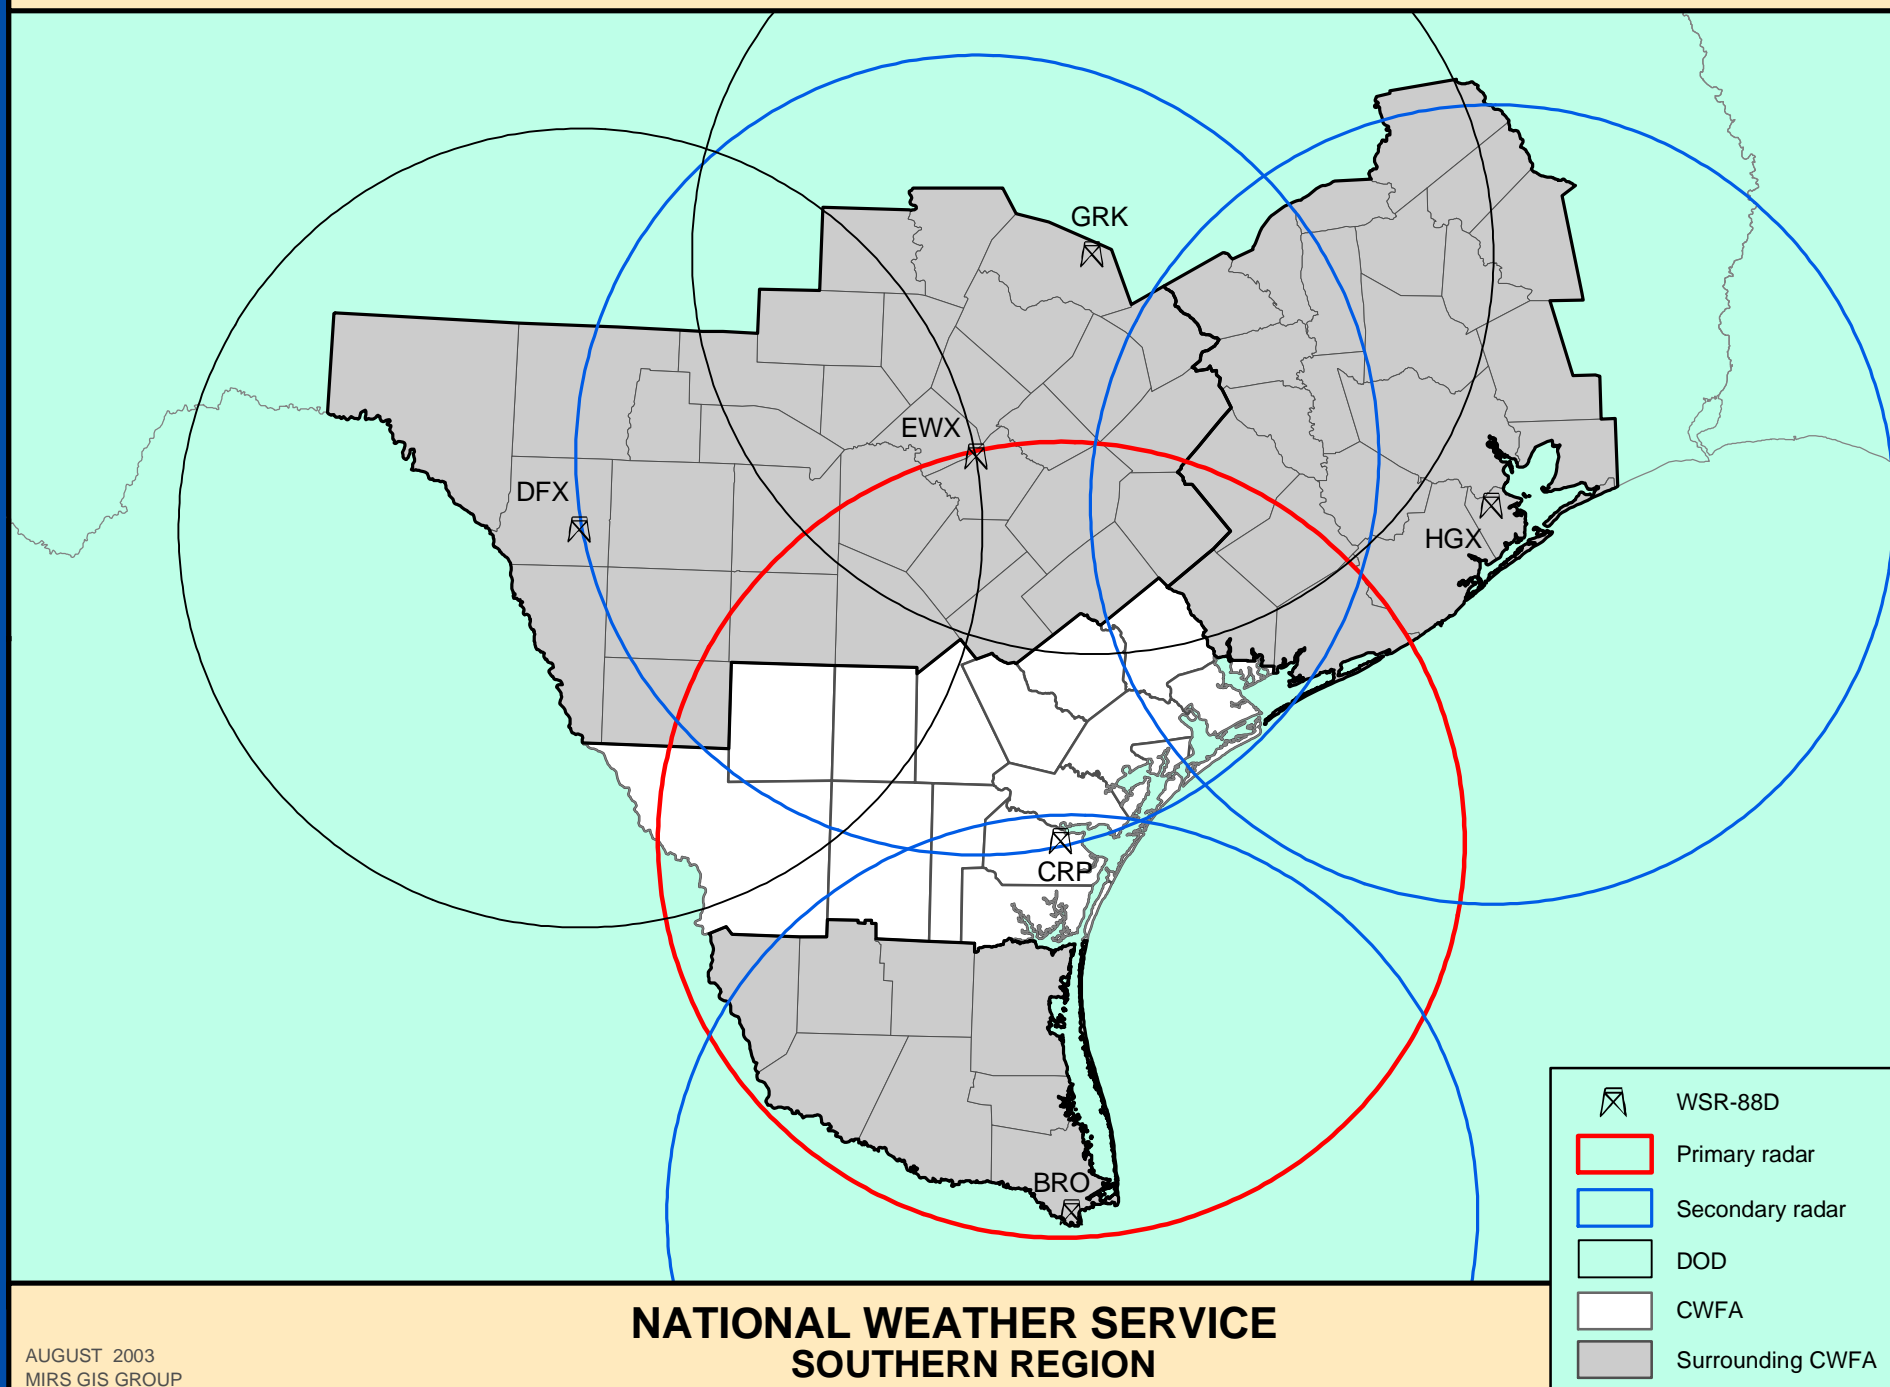 GRK
EWX
DFX
HGX
CRP
BRO
WSR-88D
Primary radar
Secondary radar
DOD
CWFA
Surrounding CWFA
NATIONAL WEATHER SERVICE
SOUTHERN REGION
AUGUST 2003
MIRS GIS GROUP